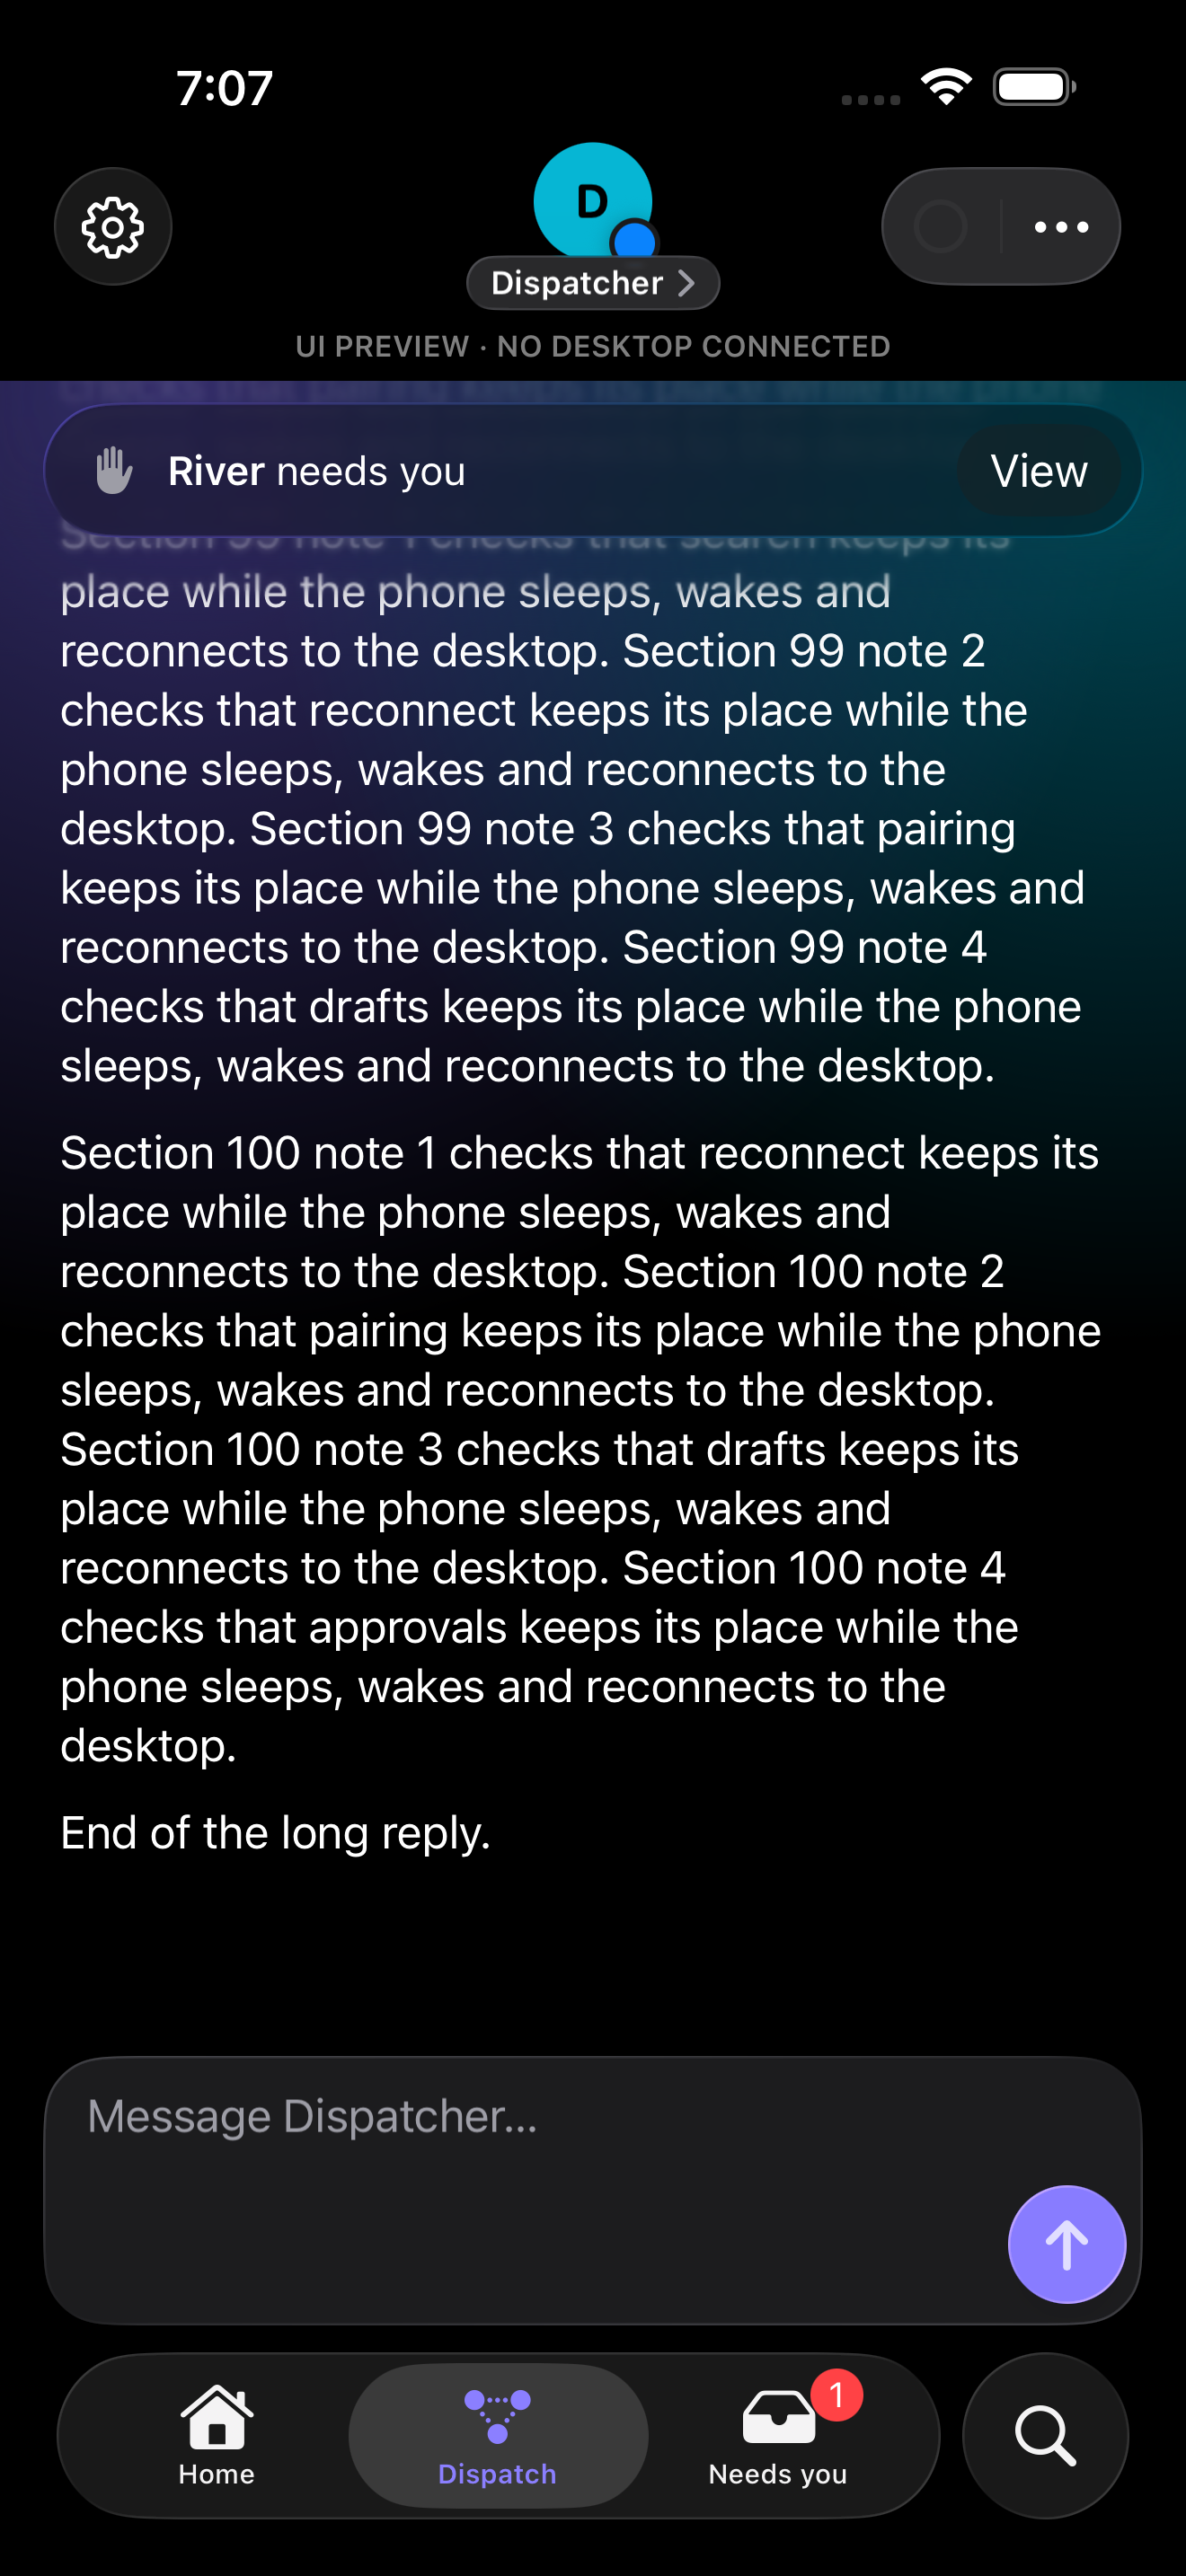 7:07
D
Dispatcher
UI PREVIEW · NO DESKTOP CONNECTED
River needs you
View
Section 99 note 1 checks that search keeps its
place while the phone sleeps, wakes and
reconnects to the desktop. Section 99 note 2
checks that reconnect keeps its place while the
phone sleeps, wakes and reconnects to the
desktop. Section 99 note 3 checks that pairing
keeps its place while the phone sleeps, wakes and
reconnects to the desktop. Section 99 note 4
checks that drafts keeps its place while the phone
sleeps, wakes and reconnects to the desktop.
Section 100 note 1 checks that reconnect keeps its
place while the phone sleeps, wakes and
reconnects to the desktop. Section 100 note 2
checks that pairing keeps its place while the phone
sleeps, wakes and reconnects to the desktop.
Section 100 note 3 checks that drafts keeps its
place while the phone sleeps, wakes and
reconnects to the desktop. Section 100 note 4
checks that approvals keeps its place while the
phone sleeps, wakes and reconnects to the
desktop.
End of the long reply.
Message Dispatcher...
1
Home
Dispatch
Needs you